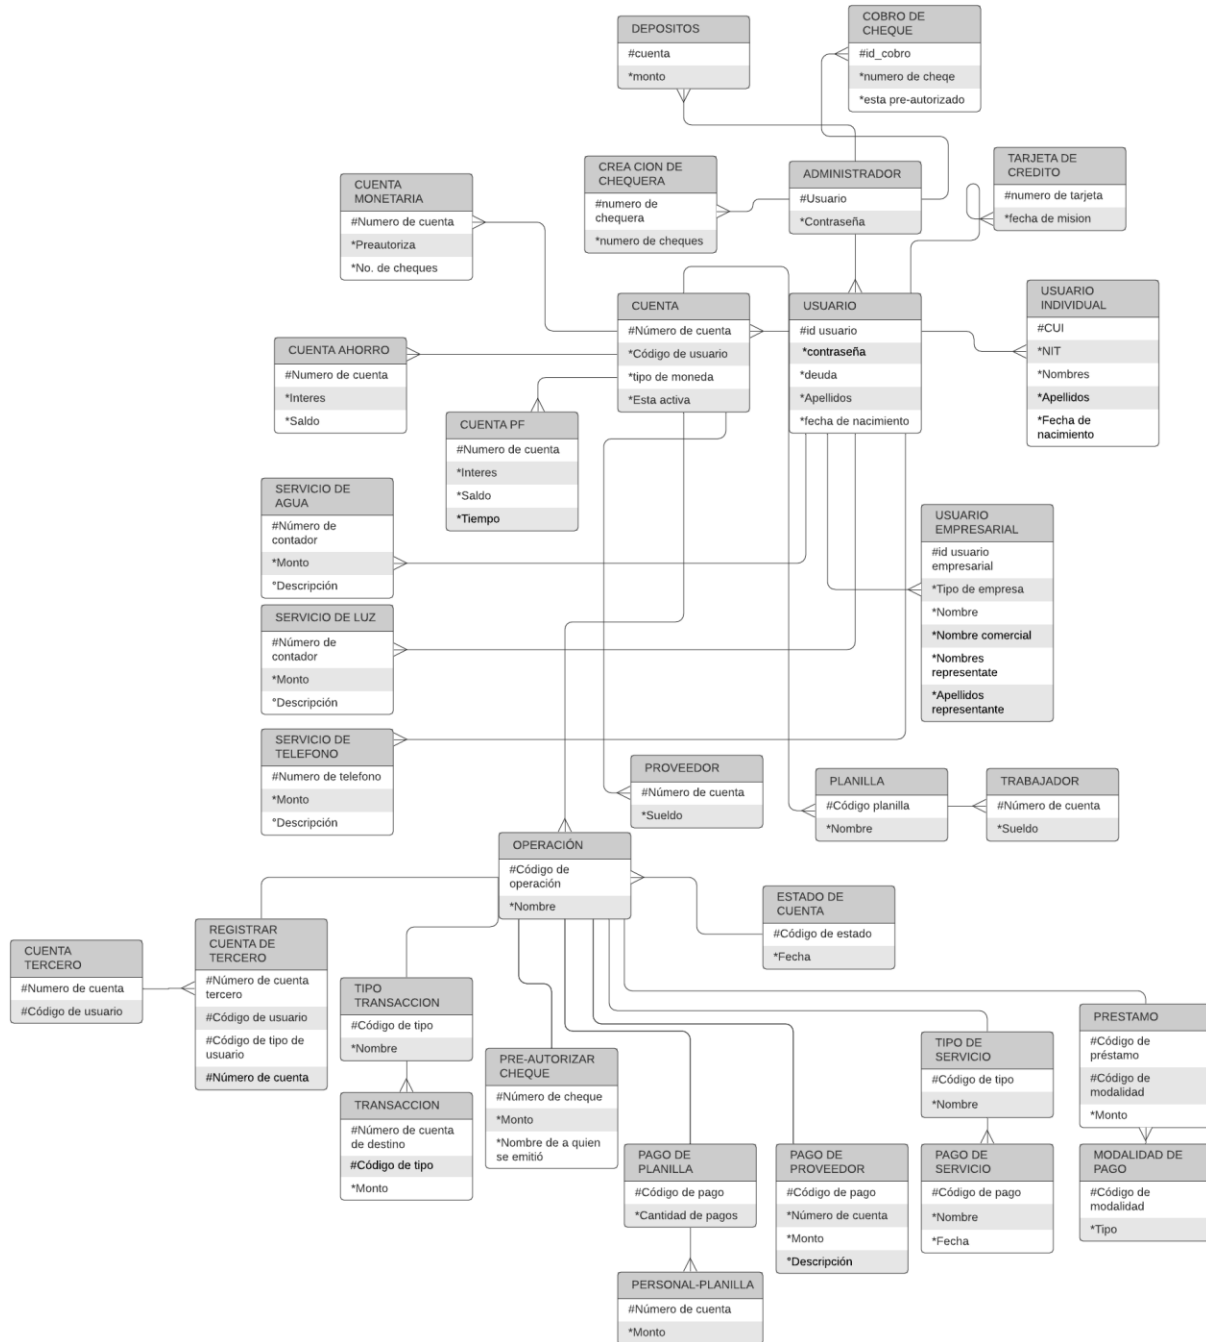 DEPOSITOS
#cuenta
*monto
COBRO DE
CHEQUE
#id_cobro
*numero de cheqe
*esta pre-autorizado
CREA CION DE
CHEQUERA
#numero de
chequera
*numero de cheques
ADMINISTRADOR
#Usuario
*Contraseña
TARJETA DE
CREDITO
#numero de tarjeta
*fecha de mision
CUENTA
MONETARIA
#Numero de cuenta
*Preautoriza
*No. de cheques
CUENTA
#Número de cuenta
*Código de usuario
*tipo de moneda
*Esta activa
USUARIO
#id usuario
*contraseña
*deuda
*Apellidos
*fecha de nacimiento
USUARIO
INDIVIDUAL
#CUI
*NIT
*Nombres
*Apellidos
*Fecha de
nacimiento
CUENTA AHORRO
#Numero de cuenta
*Interes
*Saldo
CUENTA PF
#Numero de cuenta
*Interes
*Saldo
*Tiempo
SERVICIO DE
AGUA
#Número de
contador
*Monto
°Descripción
USUARIO
EMPRESARIAL
#id usuario
empresarial
*Tipo de empresa
*Nombre
*Nombre comercial
*Nombres
representate
*Apellidos
representante
SERVICIO DE LUZ
#Número de
contador
*Monto
°Descripción
SERVICIO DE
TELEFONO
#Numero de telefono
*Monto
°Descripción
PROVEEDOR
#Número de cuenta
*Sueldo
PLANILLA
#Código planilla
*Nombre
TRABAJADOR
#Número de cuenta
*Sueldo
OPERACIÓN
#Código de
operación
*Nombre
ESTADO DE
CUENTA
#Código de estado
*Fecha
CUENTA
TERCERO
#Numero de cuenta
#Código de usuario
REGISTRAR
CUENTA DE
TERCERO
#Número de cuenta
tercero
#Código de usuario
#Código de tipo de
usuario
#Número de cuenta
TIPO
TRANSACCION
#Código de tipo
*Nombre
TRANSACCION
#Número de cuenta
de destino
#Código de tipo
*Monto
PRE-AUTORIZAR
CHEQUE
#Número de cheque
*Monto
*Nombre de a quien
se emitió
PAGO DE
PLANILLA
#Código de pago
*Cantidad de pagos
PERSONAL-PLANILLA
#Número de cuenta
*Monto
PAGO DE
PROVEEDOR
#Código de pago
*Número de cuenta
*Monto
*Descripción
TIPO DE
SERVICIO
#Código de tipo
*Nombre
PAGO DE
SERVICIO
#Código de pago
*Nombre
*Fecha
PRESTAMO
#Código de
préstamo
#Código de
modalidad
*Monto
MODALIDAD DE
PAGO
#Código de
modalidad
*Tipo